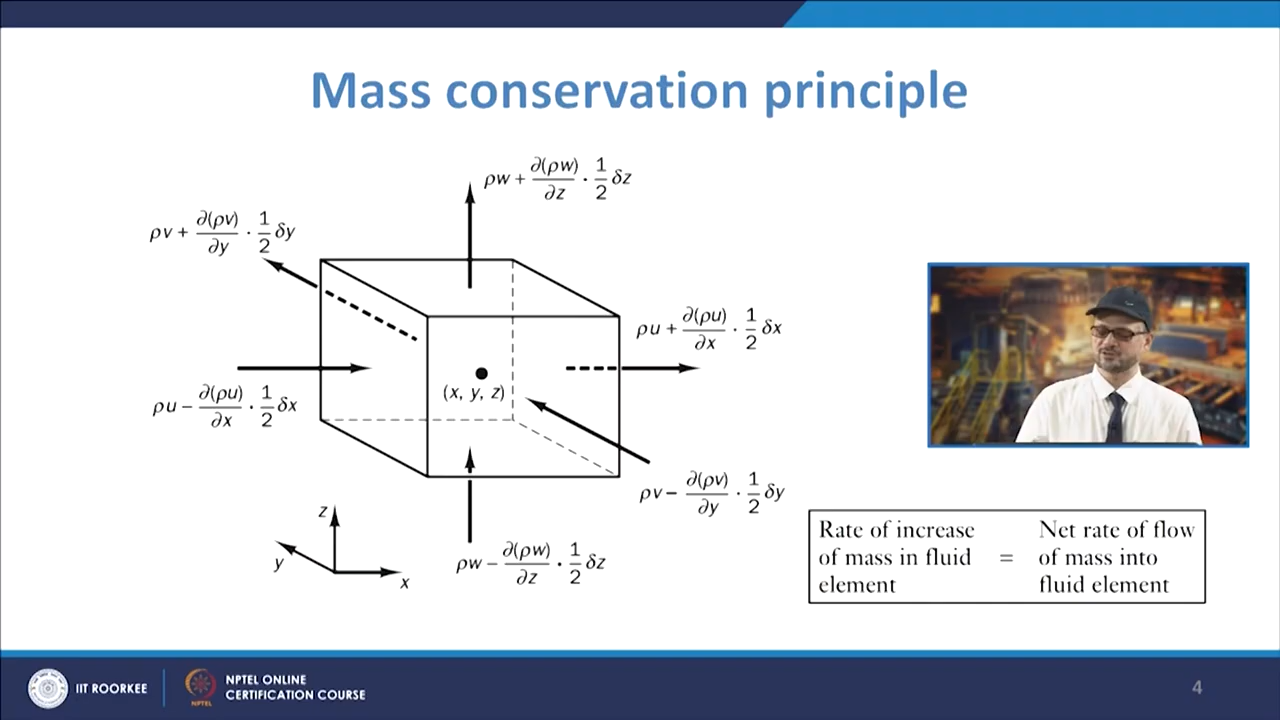 Mass conservation principle
ρw + ∂(ρw)/∂z · 1/2 δz
ρv + ∂(ρv)/∂y · 1/2 δy
ρu + ∂(ρu)/∂x · 1/2 δx
(x, y, z)
ρu − ∂(ρu)/∂x · 1/2 δx
ρv − ∂(ρv)/∂y · 1/2 δy
z
y
x
ρw − ∂(ρw)/∂z · 1/2 δz
Rate of increase Net rate of flow
of mass in fluid = of mass into
element fluid element
IIT ROORKEE
NPTEL
NPTEL ONLINE
CERTIFICATION COURSE
4